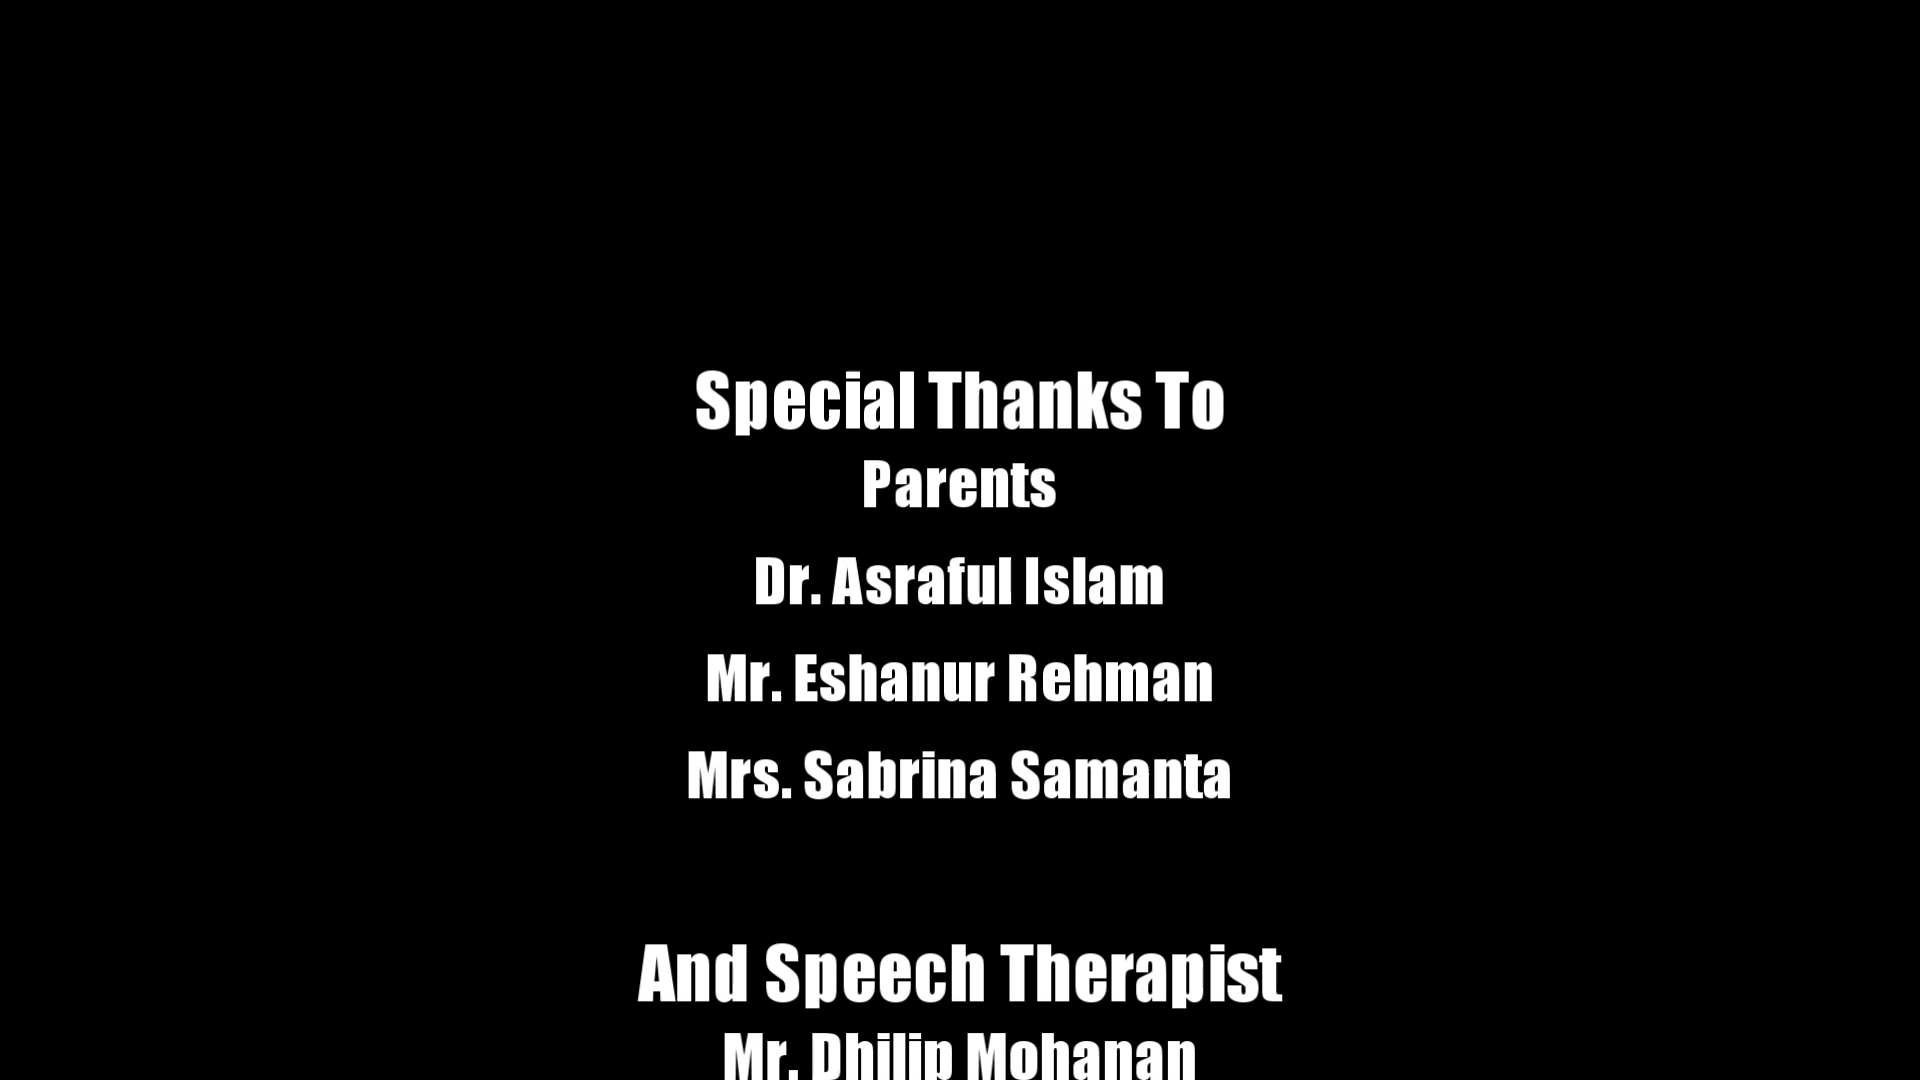 Special Thanks To
Parents
Dr. Asraful Islam
Mr. Eshanur Rehman
Mrs. Sabrina Samanta
And Speech Therapist
Mr. Dhilip Mohanan